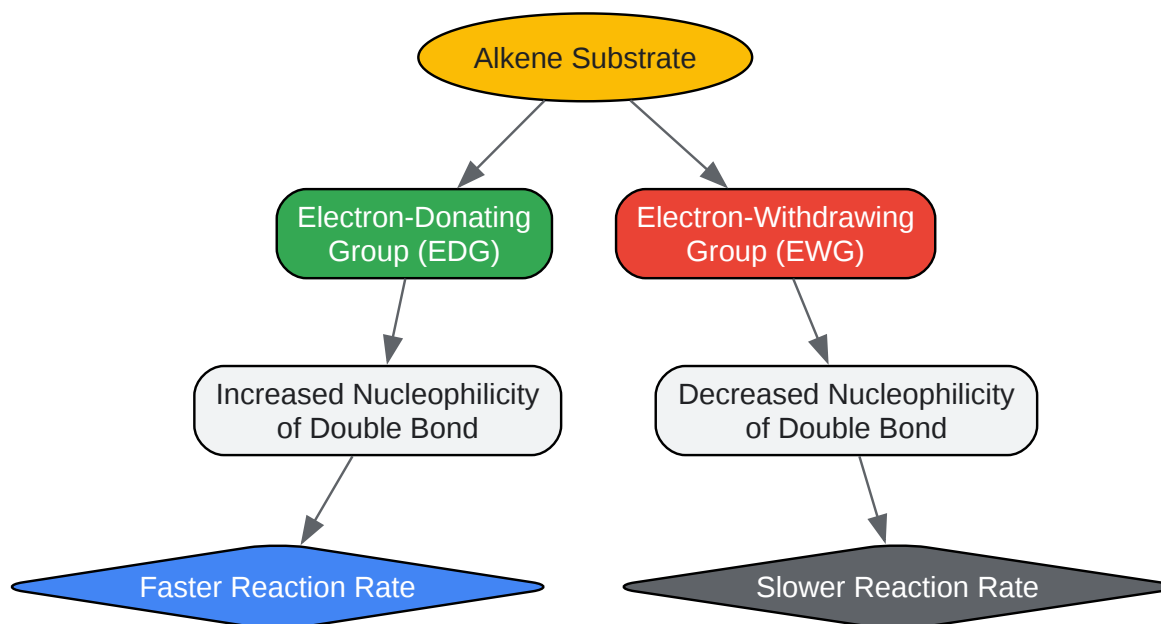 Alkene Substrate
Electron-Donating
Group (EDG)
Electron-Withdrawing
Group (EWG)
Increased Nucleophilicity
of Double Bond
Decreased Nucleophilicity
of Double Bond
Faster Reaction Rate
Slower Reaction Rate